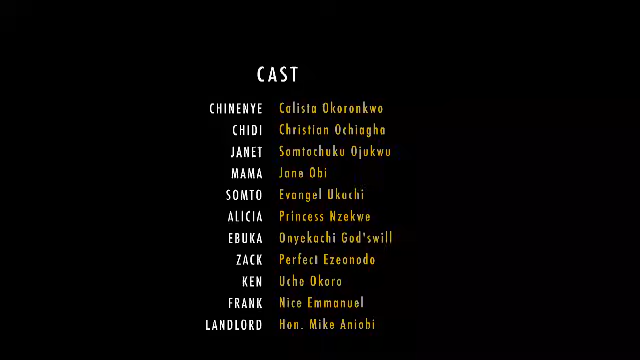 CAST
CHINENYE Calista Okoronkwo
CHIDI Christian Ochiagha
JANET Somtochuku Ojukwu
MAMA Jane Obi
SOMTO Evangel Ukachi
ALICIA Princess Nzekwe
EBUKA Onyekachi God'swill
ZACK Perfect Ezeonodo
KEN Uche Okoro
FRANK Nice Emmanuel
LANDLORD Hon. Mike Aniobi